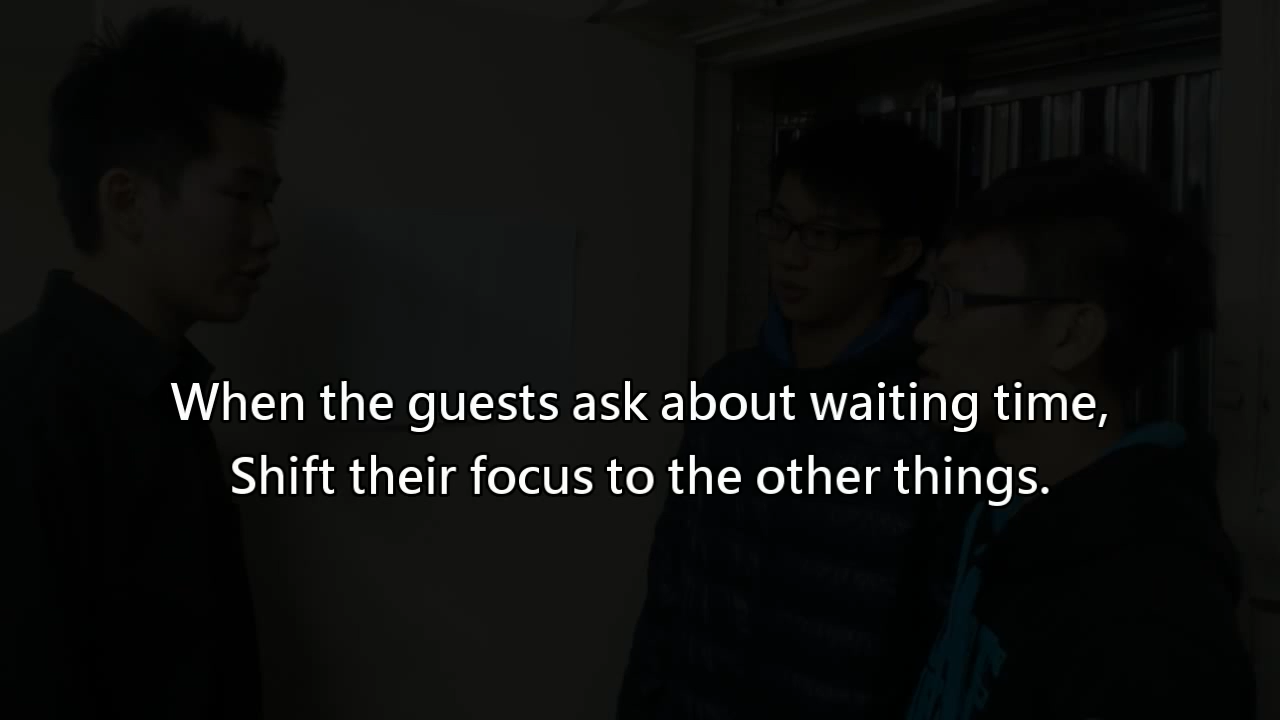 When the guests ask about waiting time,
Shift their focus to the other things.